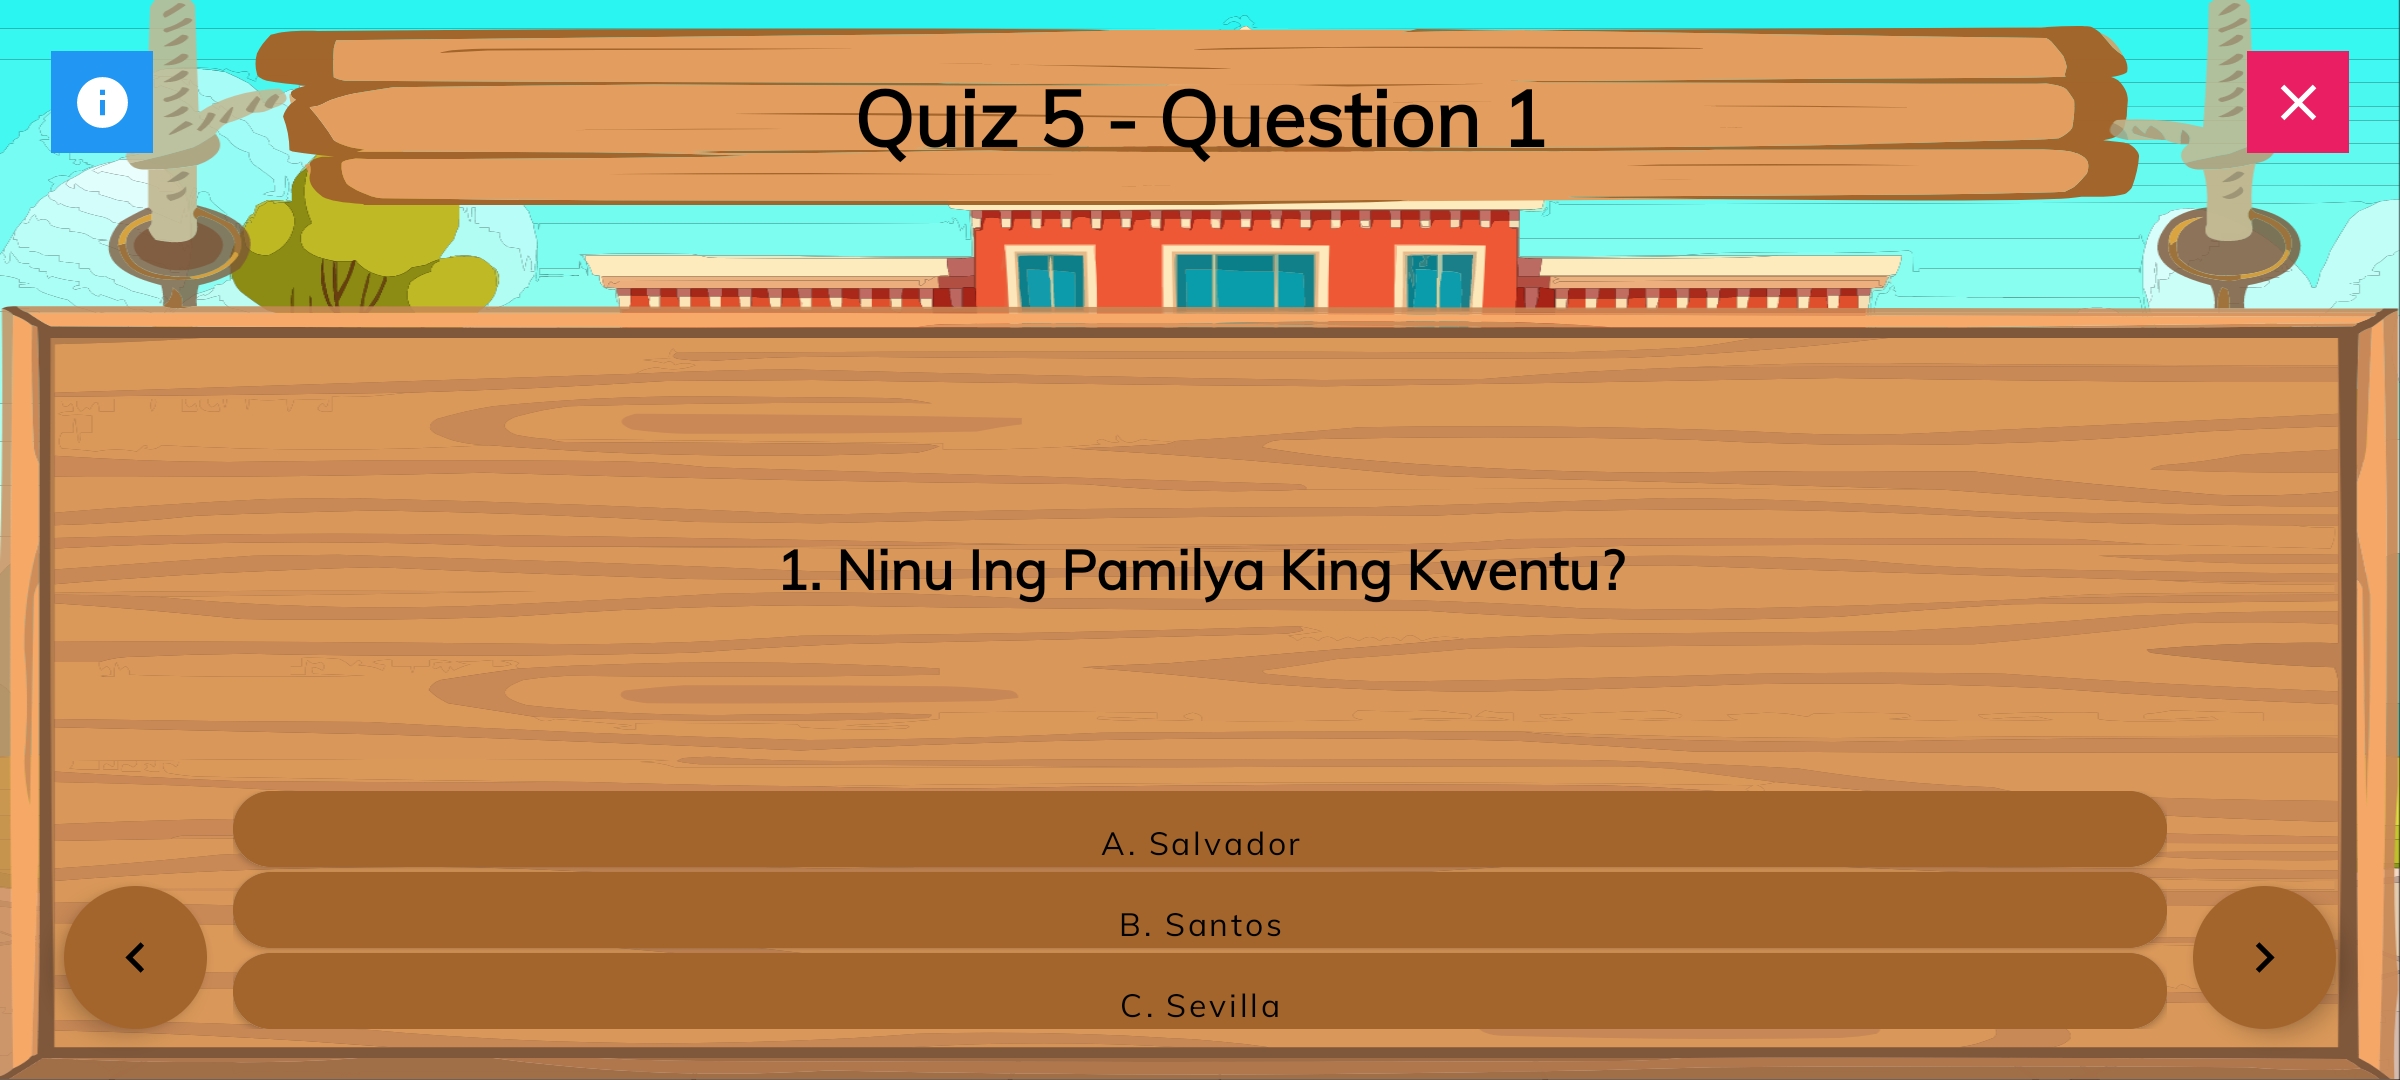 Quiz 5 - Question 1
1. Ninu Ing Pamilya King Kwentu?
A. Salvador
B. Santos
C. Sevilla